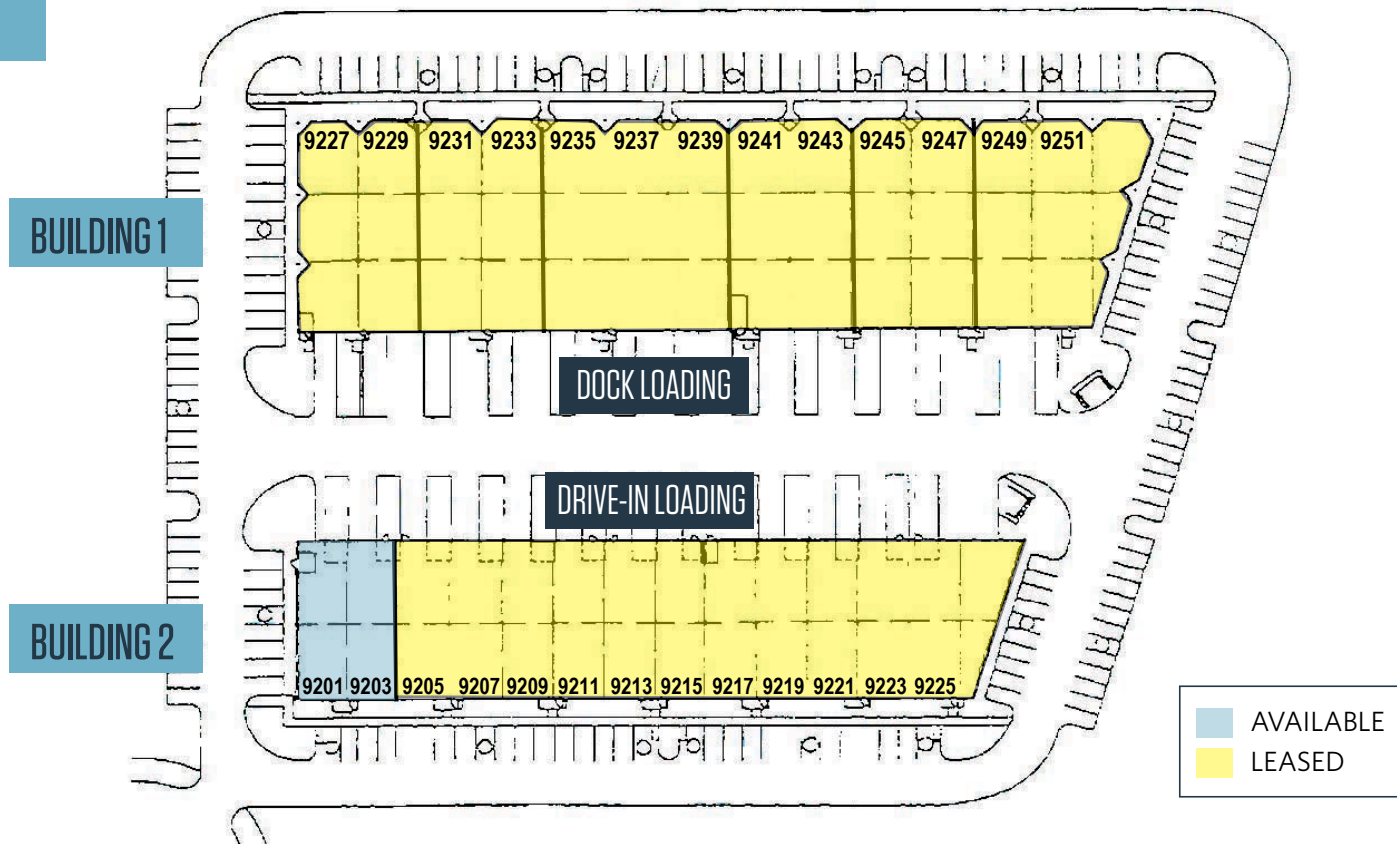 9227 9229 9231 9233 9235 9237 9239 9241 9243 9245 9247 9249 9251
BUILDING 1
DOCK LOADING
DRIVE-IN LOADING
BUILDING 2
9201 9203 9205 9207 9209 9211 9213 9215 9217 9219 9221 9223 9225
AVAILABLE
LEASED